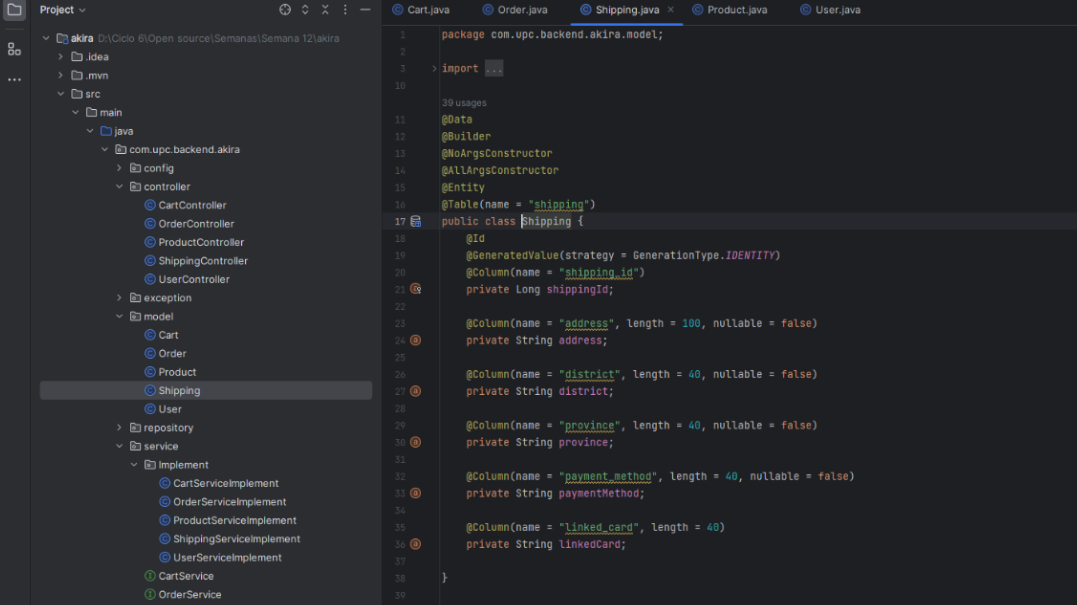 Project
akira D:\Ciclo 6\Open source\Semanas\Semana 12\akira
.idea
.mvn
src
main
java
com.upc.backend.akira
config
controller
CartController
OrderController
ProductController
ShippingController
UserController
exception
model
Cart
Order
Product
Shipping
User
repository
service
Implement
CartServiceImplement
OrderServiceImplement
ProductServiceImplement
ShippingServiceImplement
UserServiceImplement
CartService
OrderService
Cart.java Order.java Shipping.java Product.java User.java
1 package com.upc.backend.akira.model;
2
3 import ...
10
39 usages
11 @Data
12 @Builder
13 @NoArgsConstructor
14 @AllArgsConstructor
15 @Entity
16 @Table(name = "shipping")
17 public class Shipping {
18 @Id
19 @GeneratedValue(strategy = GenerationType.IDENTITY)
20 @Column(name = "shipping_id")
21 private Long shippingId;
22
23 @Column(name = "address", length = 100, nullable = false)
24 private String address;
25
26 @Column(name = "district", length = 40, nullable = false)
27 private String district;
28
29 @Column(name = "province", length = 40, nullable = false)
30 private String province;
31
32 @Column(name = "payment_method", length = 40, nullable = false)
33 private String paymentMethod;
34
35 @Column(name = "linked_card", length = 40)
36 private String linkedCard;
37
38 }
39